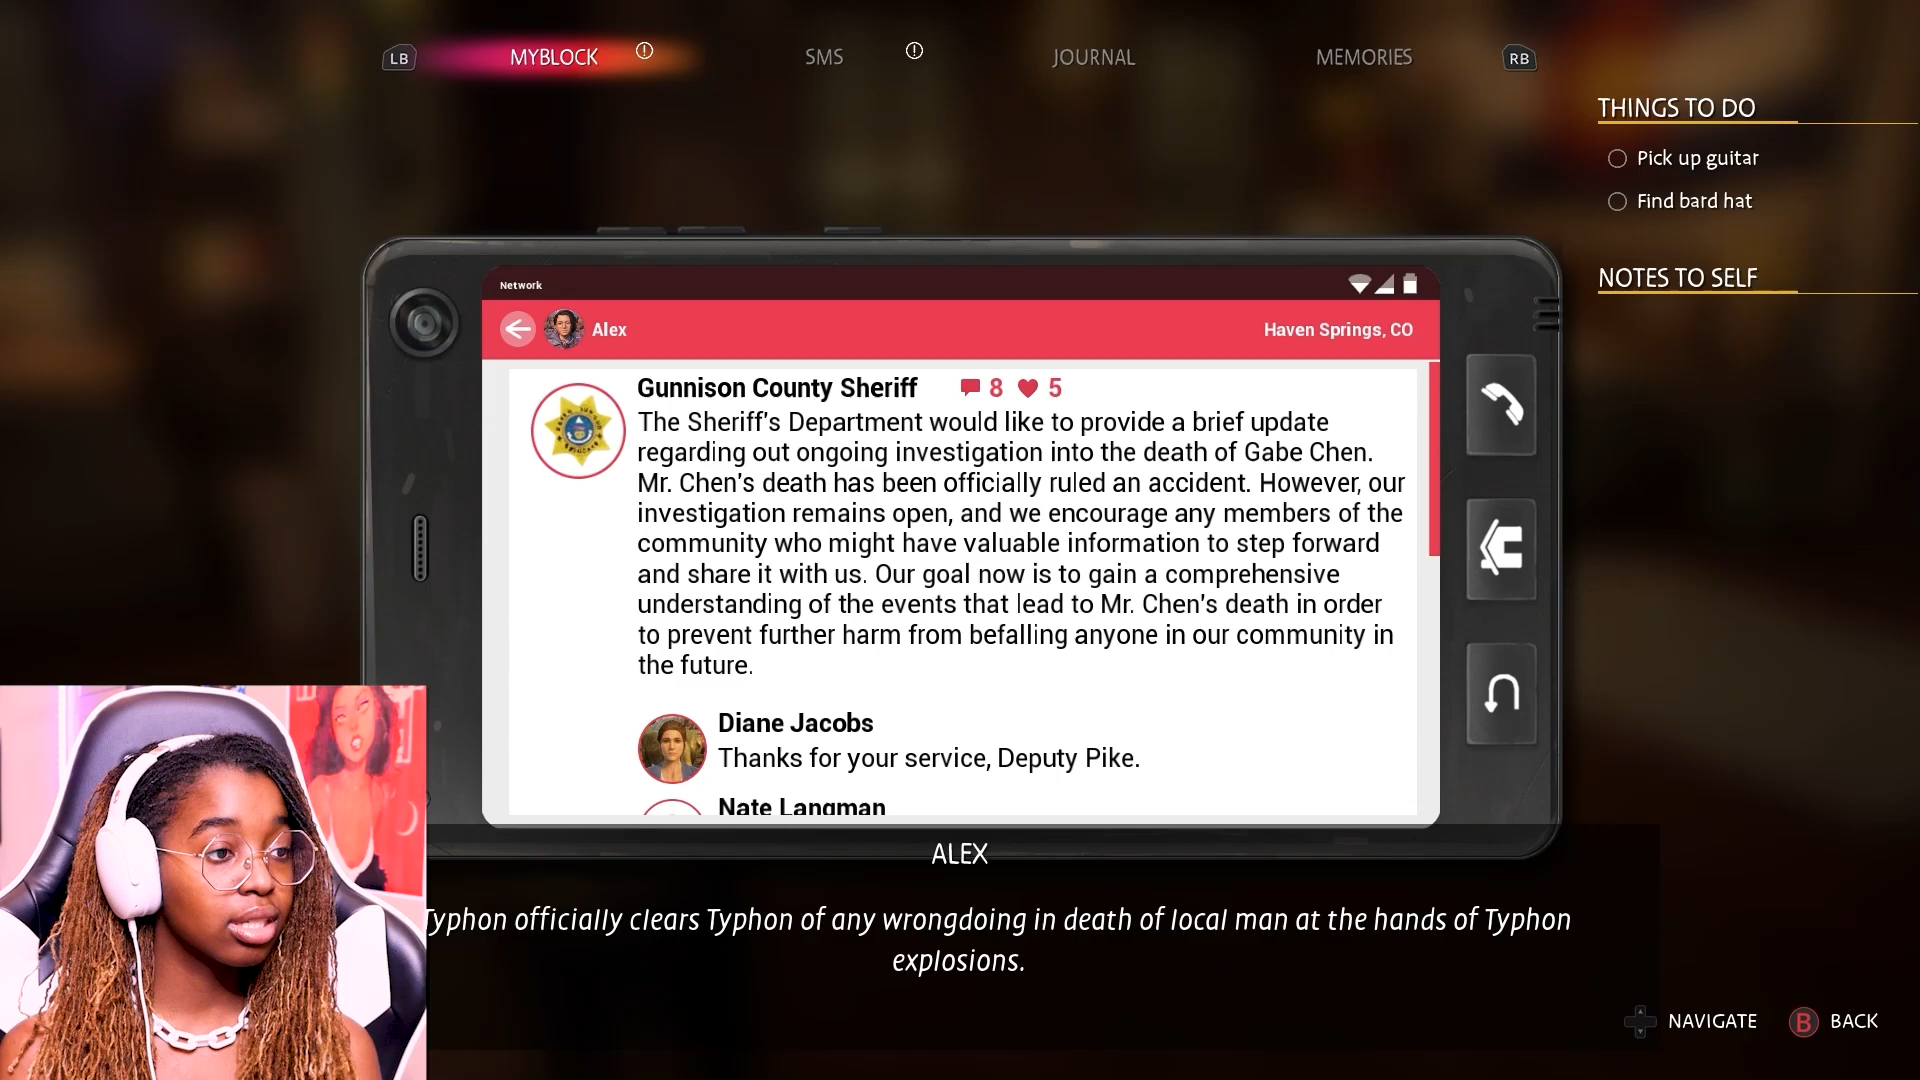 LB
MYBLOCK
SMS
JOURNAL
MEMORIES
RB
THINGS TO DO
Pick up guitar
Find bard hat
NOTES TO SELF
Network
Alex
Haven Springs, CO
Gunnison County Sheriff 8 5
The Sheriff's Department would like to provide a brief update
regarding out ongoing investigation into the death of Gabe Chen.
Mr. Chen's death has been officially ruled an accident. However, our
investigation remains open, and we encourage any members of the
community who might have valuable information to step forward
and share it with us. Our goal now is to gain a comprehensive
understanding of the events that lead to Mr. Chen's death in order
to prevent further harm from befalling anyone in our community in
the future.
Diane Jacobs
Thanks for your service, Deputy Pike.
Nate Langman
ALEX
Typhon officially clears Typhon of any wrongdoing in death of local man at the hands of Typhon
explosions.
NAVIGATE
B BACK